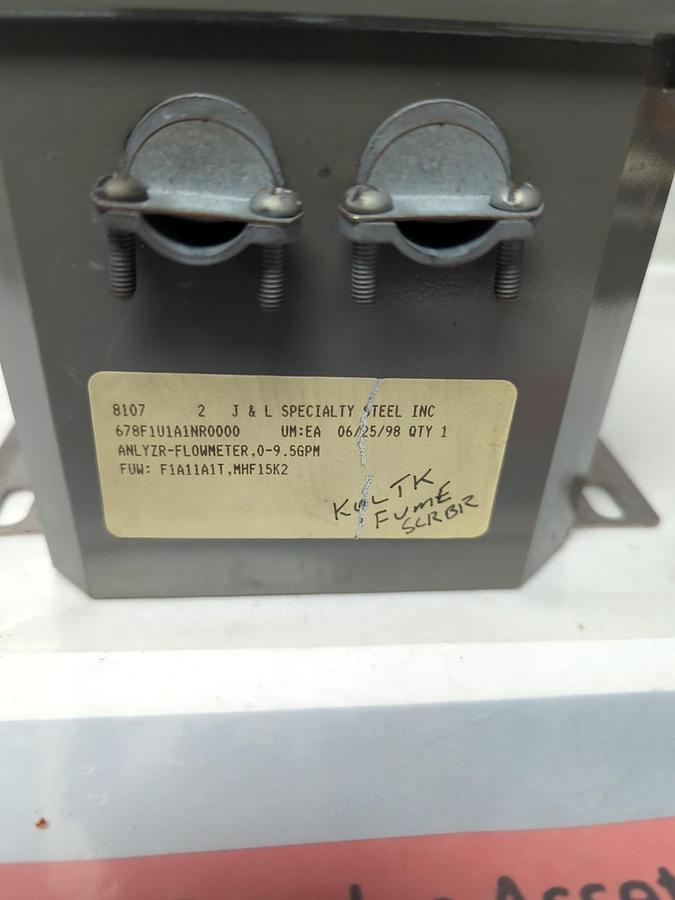 8107 2 J & L SPECIALTY STEEL INC
678F1U1A1NR0000 UM:EA 06/25/98 QTY 1
ANLYZR-FLOWMETER,0-9.5GPM
FUW: F1A11A1T,MHF15K2
TK
FUME
SCRBR